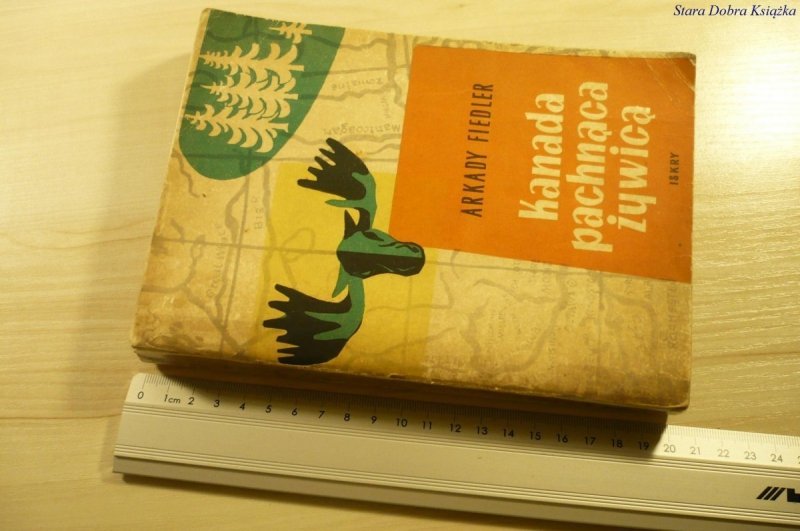 Stara Dobra Książka
ARKADY FIEDLER
Kanada
pachnąca
żywicą
ISKRY
Manicouagan
0 1cm 2 3 4 5 6 7 8 9 10 11 12 13 14 15 16 17 18 19 20 21 22 23 24